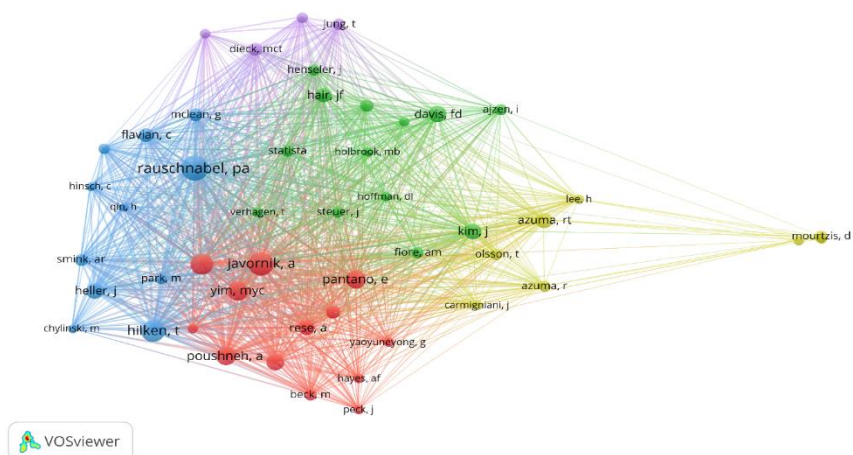 jung, t
dieck, mct
henseler, j
hair, jf
mclean, g
davis, fd
ajzen, i
flavian, c
statista
holbrook, mb
rauschnabel, pa
hinsch, c
hoffman, dl
lee, h
qin, h
verhagen, t
steuer, j
azuma, rt
kim, j
mourtzis, d
fiore, am
olsson, t
smink, ar
javornik, a
park, m
pantano, e
heller, j
yim, myc
azuma, r
carmigniani, j
chylinski, m
hilken, t
rese, a
yaoyuneyong, g
poushneh, a
hayes, af
beck, m
peck, j
VOSviewer